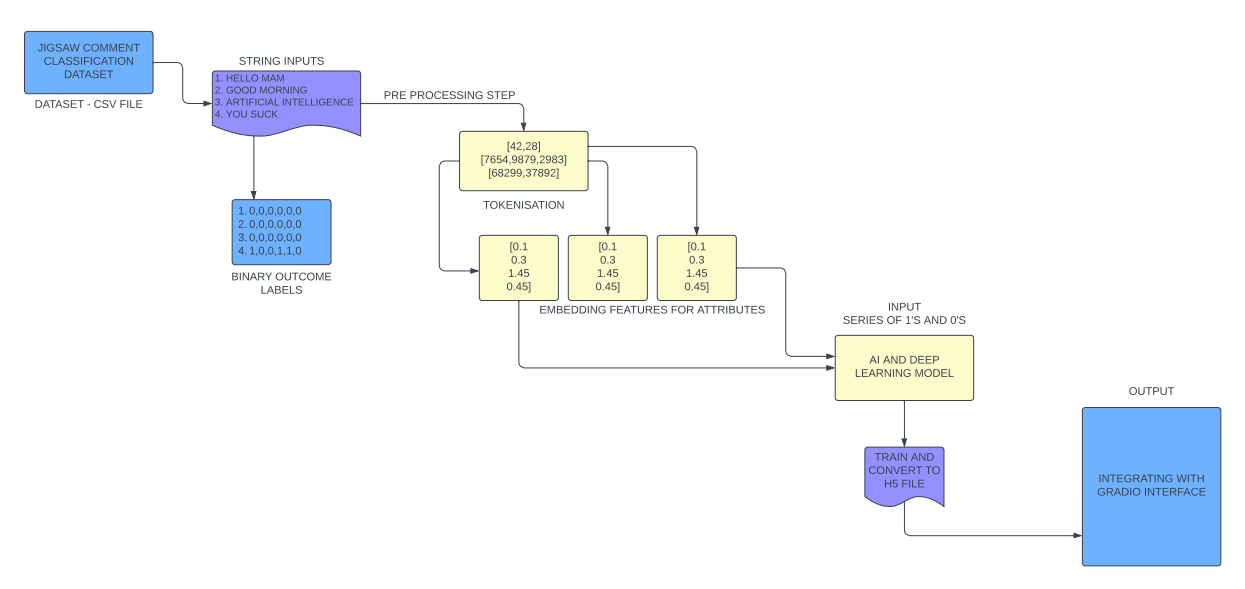 JIGSAW COMMENT
CLASSIFICATION
DATASET
DATASET - CSV FILE
STRING INPUTS
1. HELLO MAM
2. GOOD MORNING
3. ARTIFICIAL INTELLIGENCE
4. YOU SUCK
PRE PROCESSING STEP
[42,28]
[7654,9879,2983]
[68299,37892]
TOKENISATION
1. 0,0,0,0,0,0
2. 0,0,0,0,0,0
3. 0,0,0,0,0,0
4. 1,0,0,1,1,0
BINARY OUTCOME
LABELS
[0.1
0.3
1.45
0.45]
[0.1
0.3
1.45
0.45]
[0.1
0.3
1.45
0.45]
EMBEDDING FEATURES FOR ATTRIBUTES
INPUT
SERIES OF 1'S AND 0'S
AI AND DEEP
LEARNING MODEL
TRAIN AND
CONVERT TO
H5 FILE
OUTPUT
INTEGRATING WITH
GRADIO INTERFACE